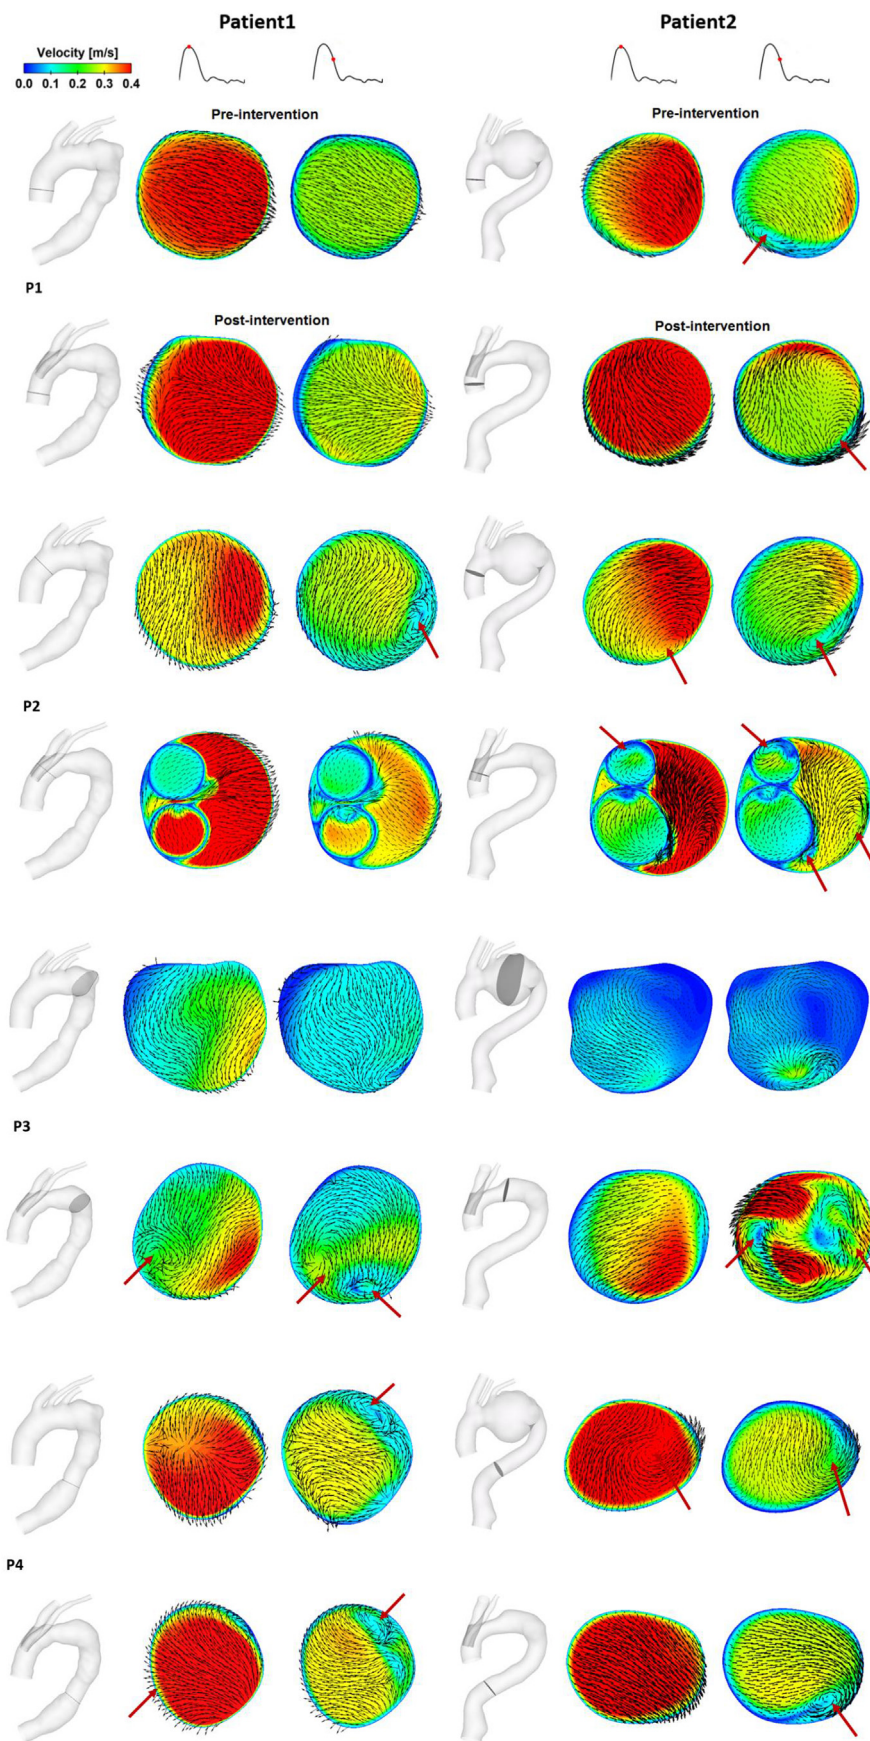 Patient1 Patient2
Velocity [m/s]
0.0 0.1 0.2 0.3 0.4
Pre-intervention Pre-intervention
P1
Post-intervention Post-intervention
P2
P3
P4